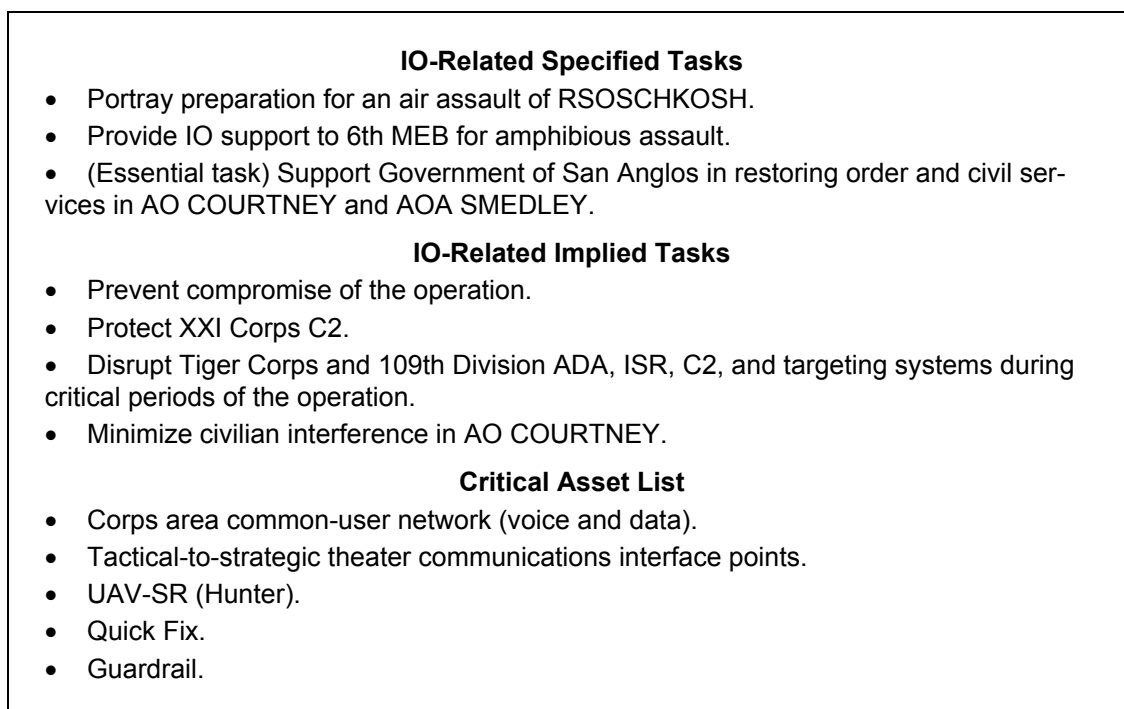 IO-Related Specified Tasks
• Portray preparation for an air assault of RSOSCHKOSH.
• Provide IO support to 6th MEB for amphibious assault.
• (Essential task) Support Government of San Anglos in restoring order and civil ser-
vices in AO COURTNEY and AOA SMEDLEY.
IO-Related Implied Tasks
• Prevent compromise of the operation.
• Protect XXI Corps C2.
• Disrupt Tiger Corps and 109th Division ADA, ISR, C2, and targeting systems during
critical periods of the operation.
• Minimize civilian interference in AO COURTNEY.
Critical Asset List
• Corps area common-user network (voice and data).
• Tactical-to-strategic theater communications interface points.
• UAV-SR (Hunter).
• Quick Fix.
• Guardrail.